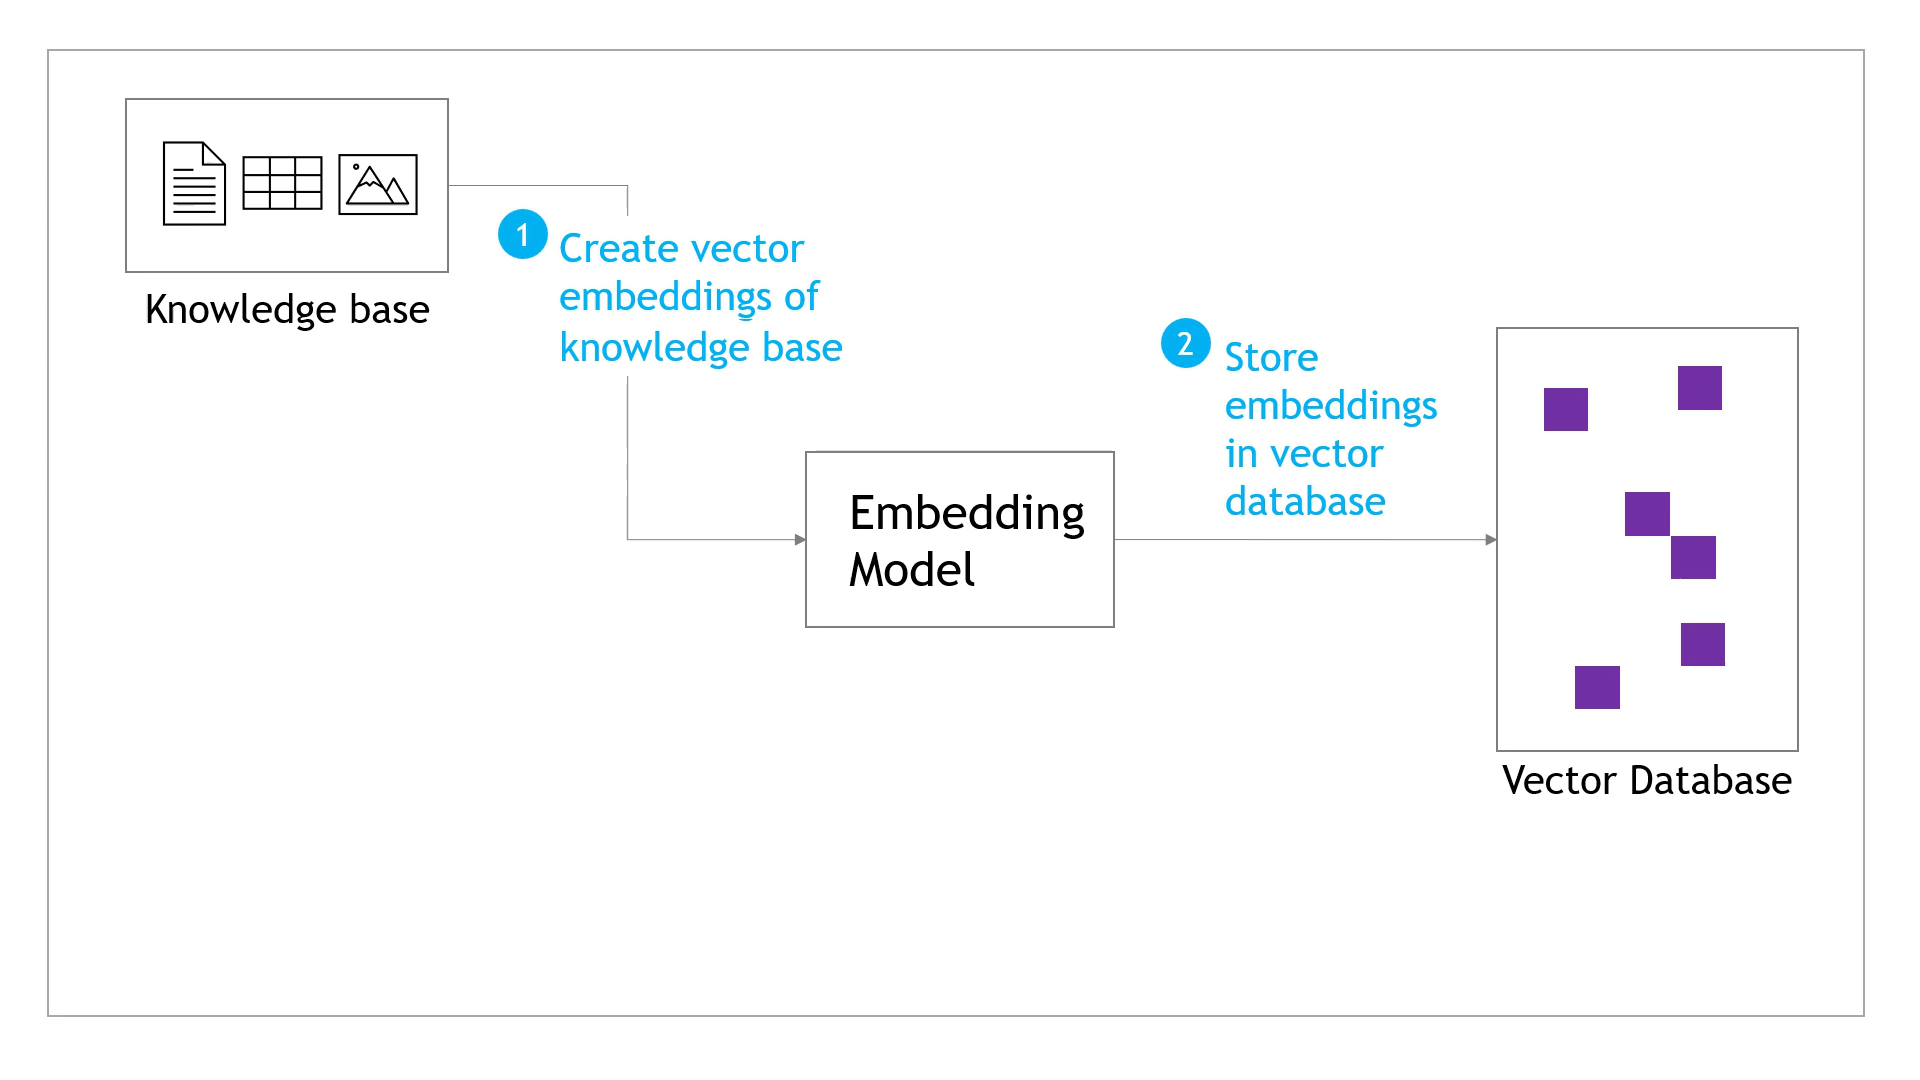 Knowledge base
1
Create vector
embeddings of
knowledge base
2
Store
embeddings
in vector
database
Embedding
Model
Vector Database